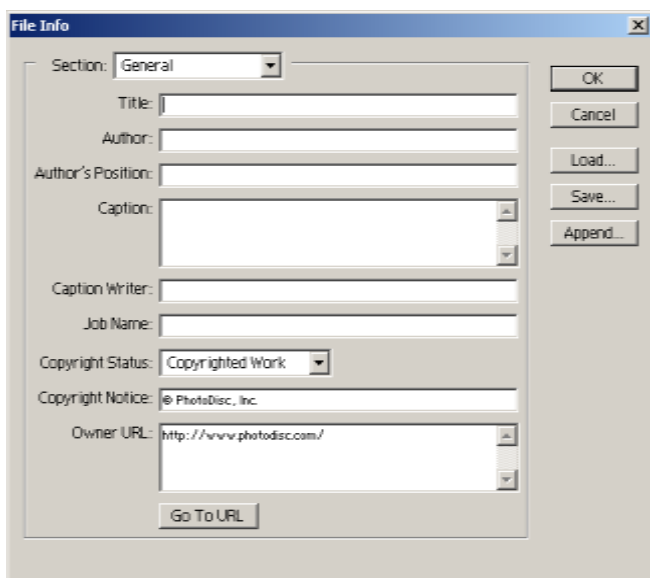 File Info
Section: General
OK
Title:
Cancel
Author:
Load...
Author's Position:
Save...
Caption:
Append...
Caption Writer:
Job Name:
Copyright Status: Copyrighted Work
Copyright Notice: © PhotoDisc, Inc.
Owner URL: http://www.photodisc.com/
Go To URL